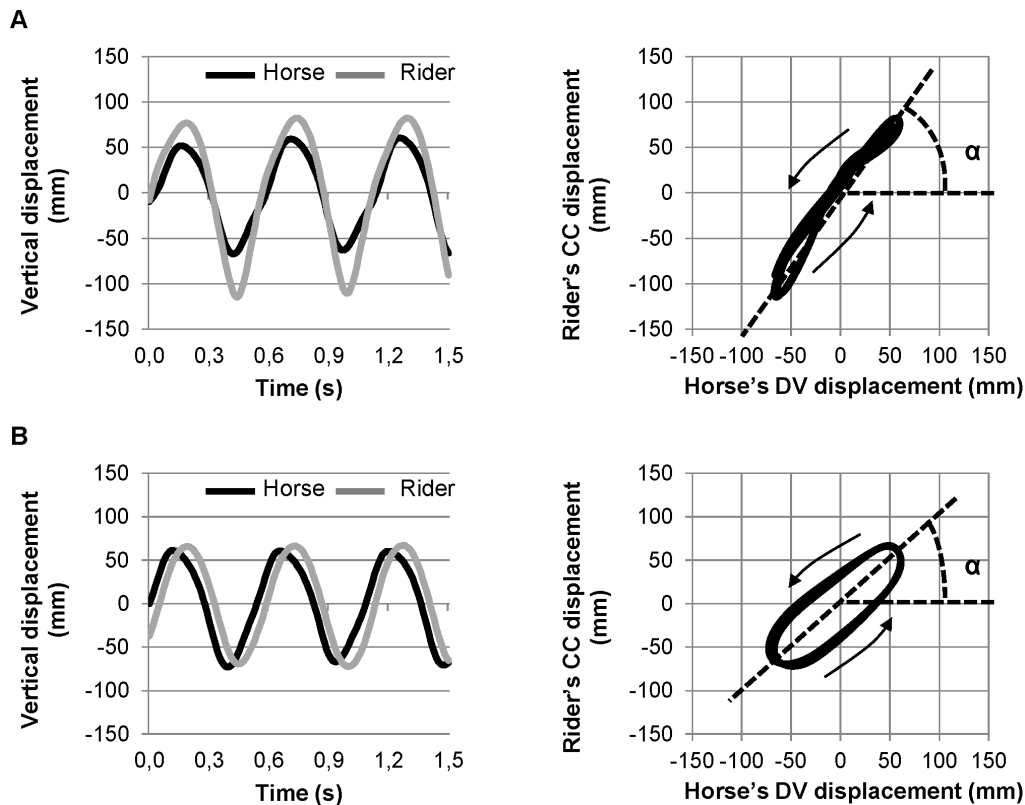 A
Vertical displacement
(mm)
150
100
50
0
-50
-100
-150
Horse
Rider
0,0 0,3 0,6 0,9 1,2 1,5
Time (s)
Rider's CC displacement
(mm)
150
100
50
0
-50
-100
-150
α
-150 -100 -50 0 50 100 150
Horse's DV displacement (mm)
B
Vertical displacement
(mm)
150
100
50
0
-50
-100
-150
Horse
Rider
0,0 0,3 0,6 0,9 1,2 1,5
Time (s)
Rider's CC displacement
(mm)
150
100
50
0
-50
-100
-150
α
-150 -100 -50 0 50 100 150
Horse's DV displacement (mm)